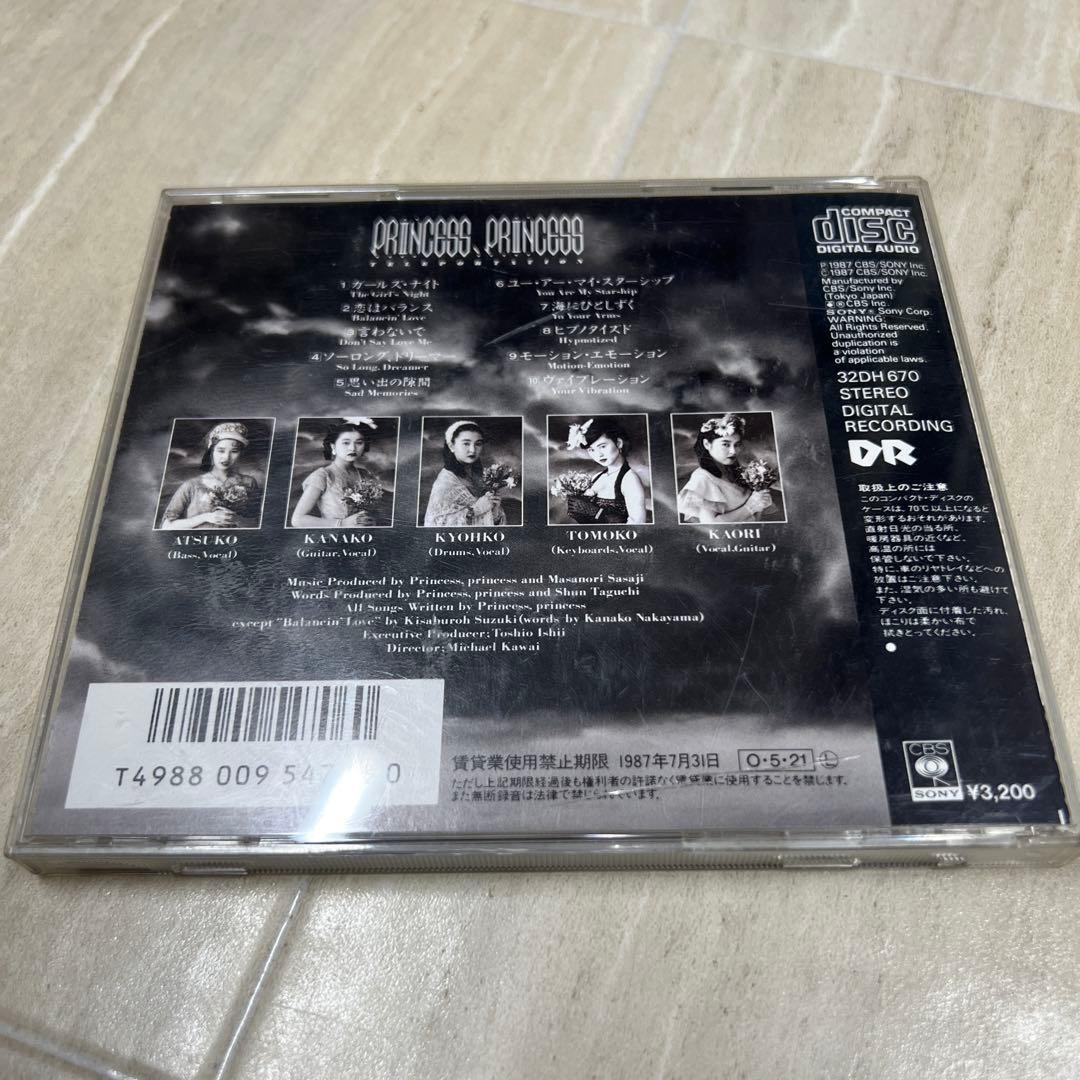 PRINCESS, PRINCESS
TELEPORTATION
1 ガールズ・ナイト
The Girl's Night
2 恋はバランス
Balancin' Love
3 言わないで
Don't Say Love Me
4 ソーロング・ドリーマー
So Long, Dreamer
5 思い出の隙間
Sad Memories
6 ユー・アー・マイ・スターシップ
You Are My Starship
7 海にひとしずく
In Your Arms
8 ヒプノタイズド
Hypnotized
9 モーション・エモーション
Motion-Emotion
10 ヴァイブレーション
Your Vibration
ATSUKO
(Bass, Vocal)
KANAKO
(Guitar, Vocal)
KYOHKO
(Drums, Vocal)
TOMOKO
(Keyboards, Vocal)
KAORI
(Vocal, Guitar)
Music Produced by Princess, princess and Masanori Sasaji
Words Produced by Princess, princess and Shun Taguchi
All Songs Written by Princess, princess
except "Balancin' Love" by Kisaburoh Suzuki (words by Kanako Nakayama)
Executive Producer; Toshio Ishii
Director; Michael Kawai
T4988 009 547 0
賃貸業使用禁止期限 1987年7月31日 O・5・21 L
ただし上記期限経過後も権利者の許諾なく賃貸業に使用することを禁じます。
また無断録音は法律で禁じられています。
COMPACT
disc
DIGITAL AUDIO
℗ 1987 CBS/SONY Inc.
© 1987 CBS/SONY Inc.
Manufactured by
CBS/Sony Inc.
(Tokyo Japan)
® CBS Inc.
SONY® Sony Corp.
WARNING:
All Rights Reserved.
Unauthorized
duplication is
a violation
of applicable laws.
32DH 670
STEREO
DIGITAL
RECORDING
DR
取扱上のご注意
このコンパクト・ディスクの
ケースは、70℃以上になると
変形するおそれがあります。
直射日光の当る所、
暖房器具の近くなど、
高温の所には
保管しないで下さい。
特に、車のリヤトレイなどへの
放置はご注意下さい。
また、湿気の多い所も避けて
下さい。
ディスク面に付着した汚れ、
ほこりは柔かい布で
拭きとってください。
CBS
SONY
¥3,200